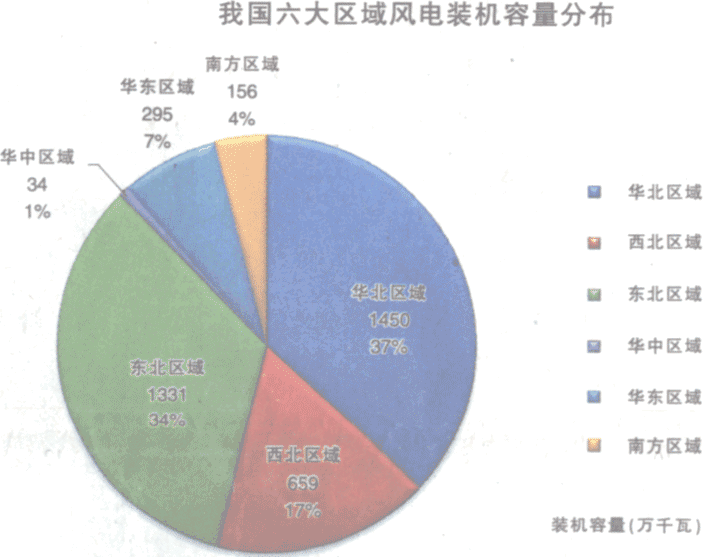 我国六大区域风电装机容量分布
南方区域
156
4%
华东区域
295
7%
华中区域
34
1%
华北区域
1450
37%
东北区域
1331
34%
西北区域
659
17%
华北区域
西北区域
东北区域
华中区域
华东区域
南方区域
装机容量(万千瓦)